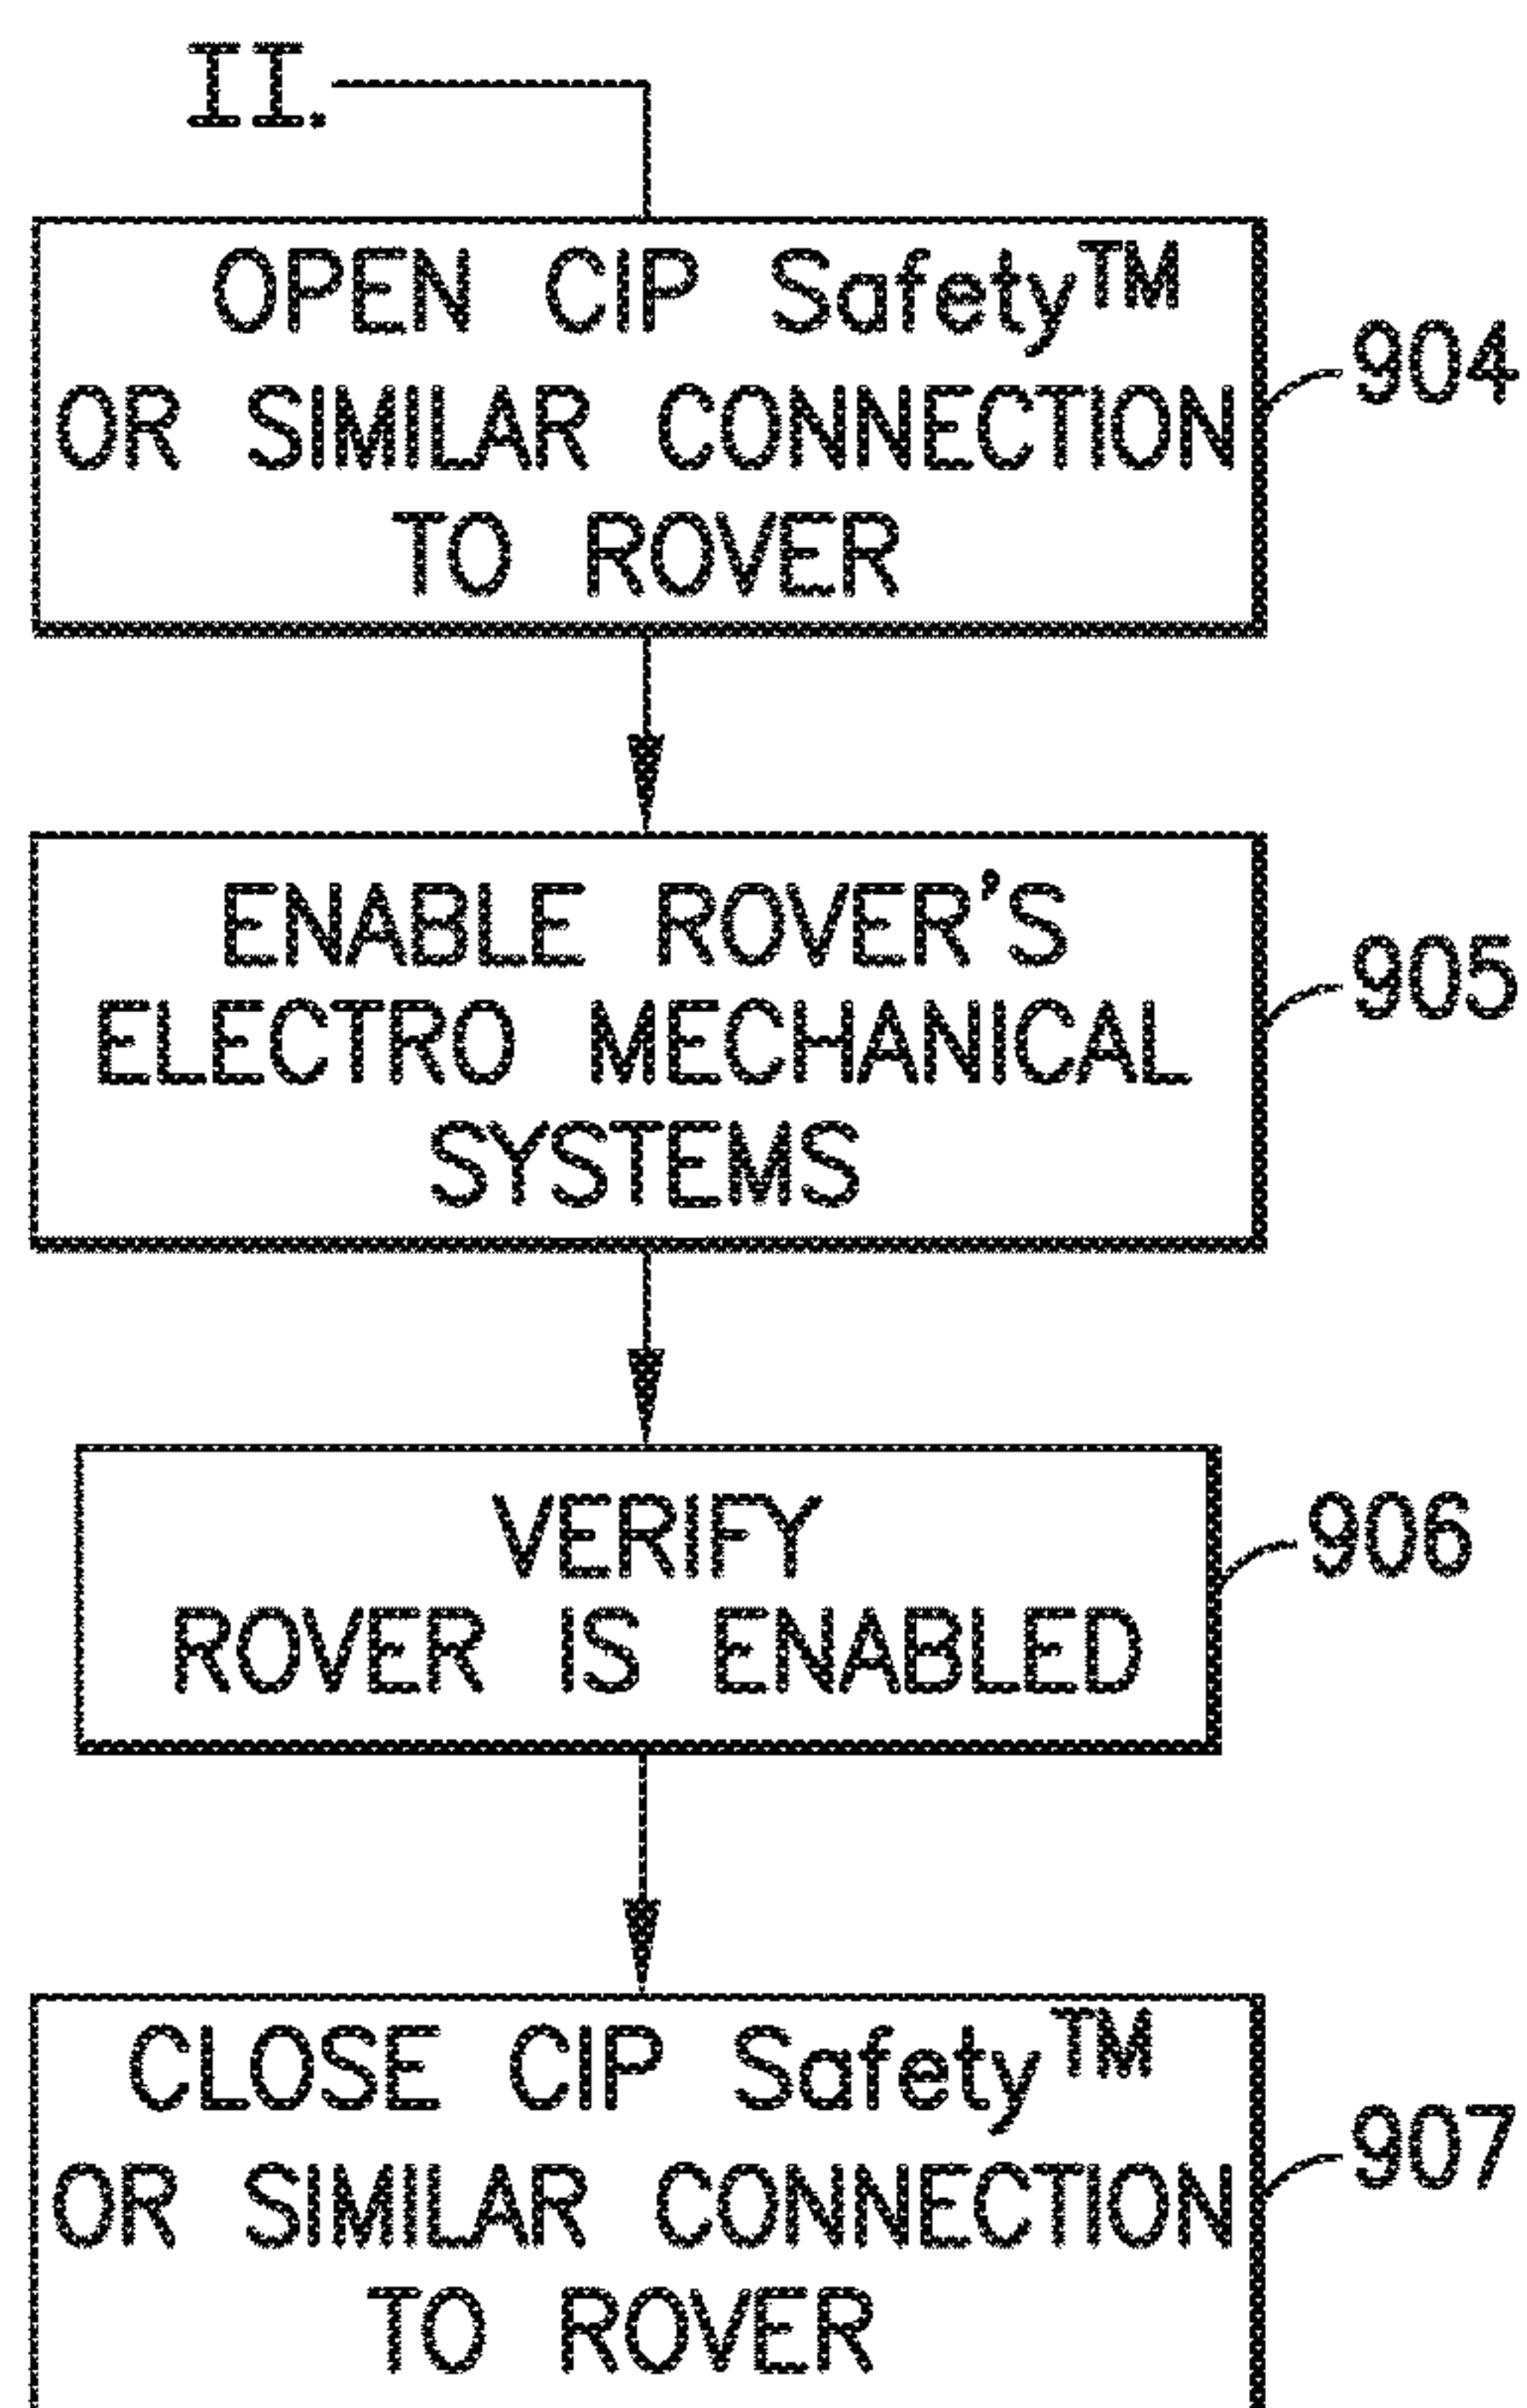 II.
OPEN CIP Safety™
OR SIMILAR CONNECTION
TO ROVER
904
ENABLE ROVER'S
ELECTRO MECHANICAL
SYSTEMS
905
VERIFY
ROVER IS ENABLED
906
CLOSE CIP Safety™
OR SIMILAR CONNECTION
TO ROVER
907